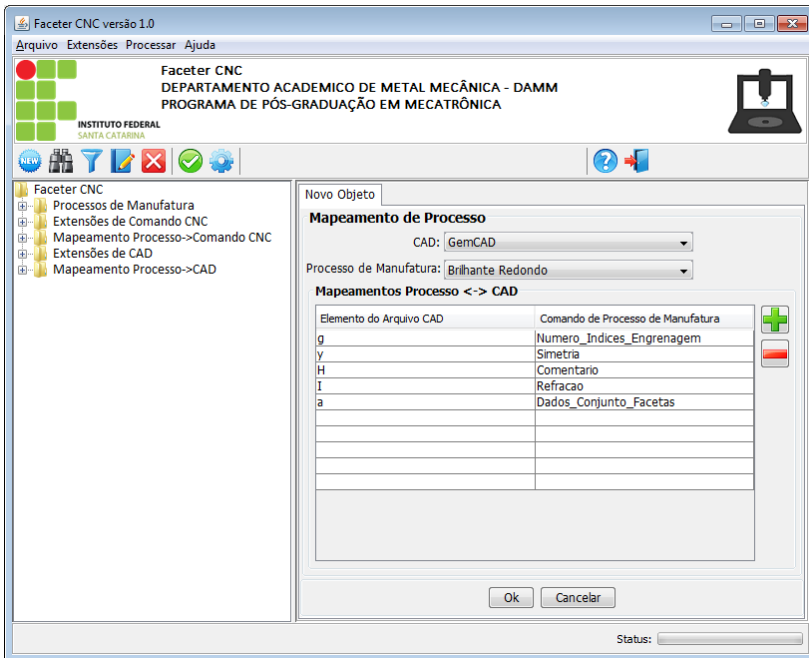 Faceter CNC versão 1.0
Arquivo Extensões Processar Ajuda
Faceter CNC
DEPARTAMENTO ACADEMICO DE METAL MECÂNICA - DAMM
PROGRAMA DE PÓS-GRADUAÇÃO EM MECATRÔNICA
INSTITUTO FEDERAL
SANTA CATARINA
NEW
Faceter CNC
Processos de Manufatura
Extensões de Comando CNC
Mapeamento Processo->Comando CNC
Extensões de CAD
Mapeamento Processo->CAD
Novo Objeto
Mapeamento de Processo
CAD: GemCAD
Processo de Manufatura: Brilhante Redondo
Mapeamentos Processo <-> CAD
Elemento do Arquivo CAD Comando de Processo de Manufatura
g Numero_Indices_Engrenagem
y Simetria
H Comentario
I Refracao
a Dados_Conjunto_Facetas
Ok Cancelar
Status: